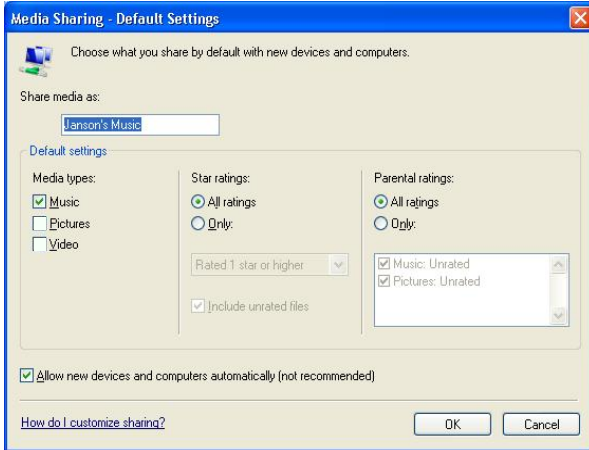 Media Sharing - Default Settings
Choose what you share by default with new devices and computers.
Share media as:
Janson's Music
Default settings
Media types:
Music
Pictures
Video
Star ratings:
All ratings
Only:
Rated 1 star or higher
Include unrated files
Parental ratings:
All ratings
Only:
Music: Unrated
Pictures: Unrated
Allow new devices and computers automatically (not recommended)
How do I customize sharing?
OK
Cancel